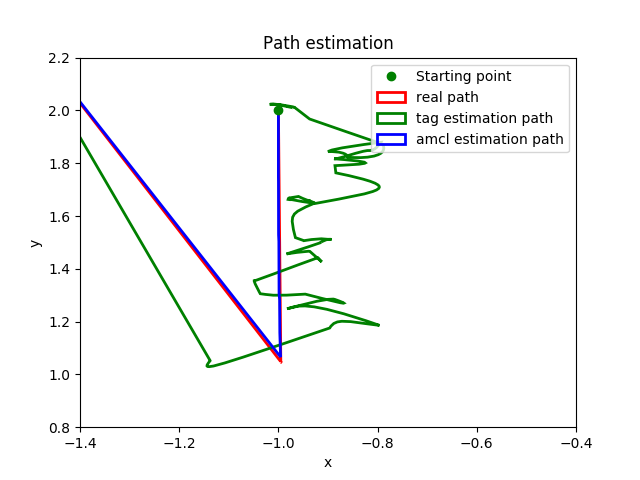 Path estimation
Starting point
real path
tag estimation path
amcl estimation path
2.2
2.0
1.8
1.6
1.4
1.2
1.0
0.8
y
−1.4 −1.2 −1.0 −0.8 −0.6 −0.4
x